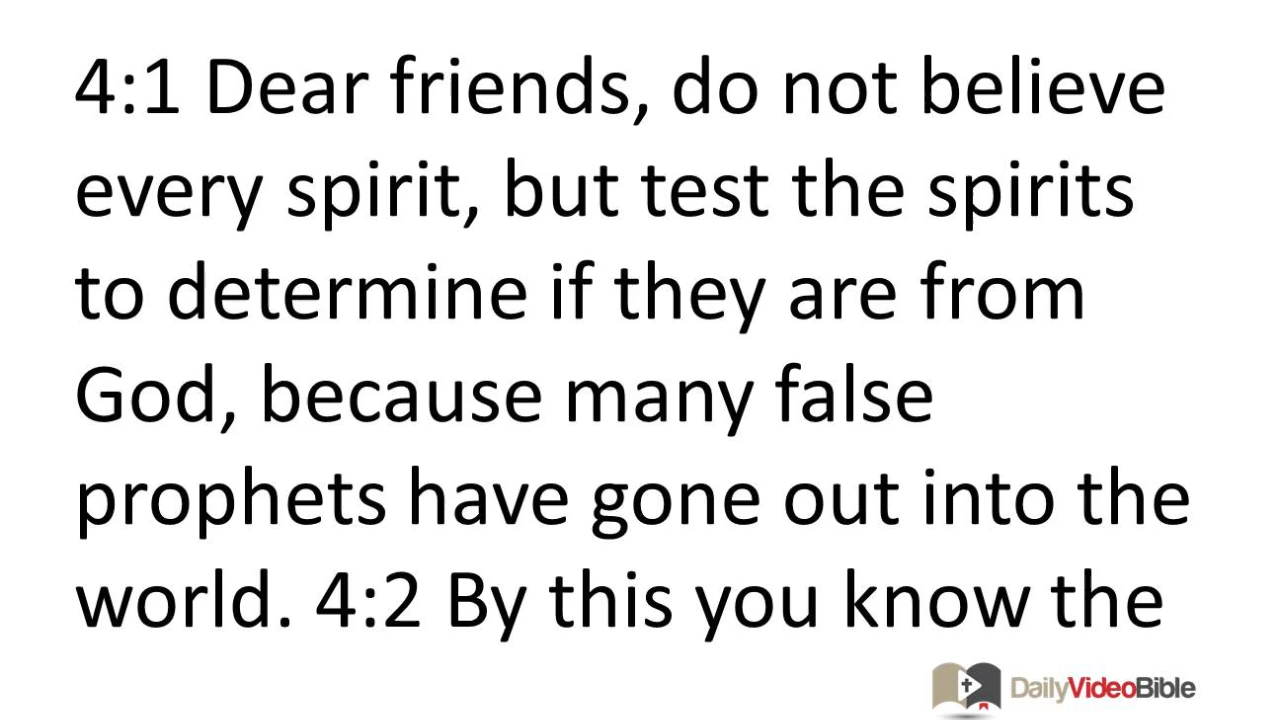 4:1 Dear friends, do not believe
every spirit, but test the spirits
to determine if they are from
God, because many false
prophets have gone out into the
world. 4:2 By this you know the
DailyVideoBible